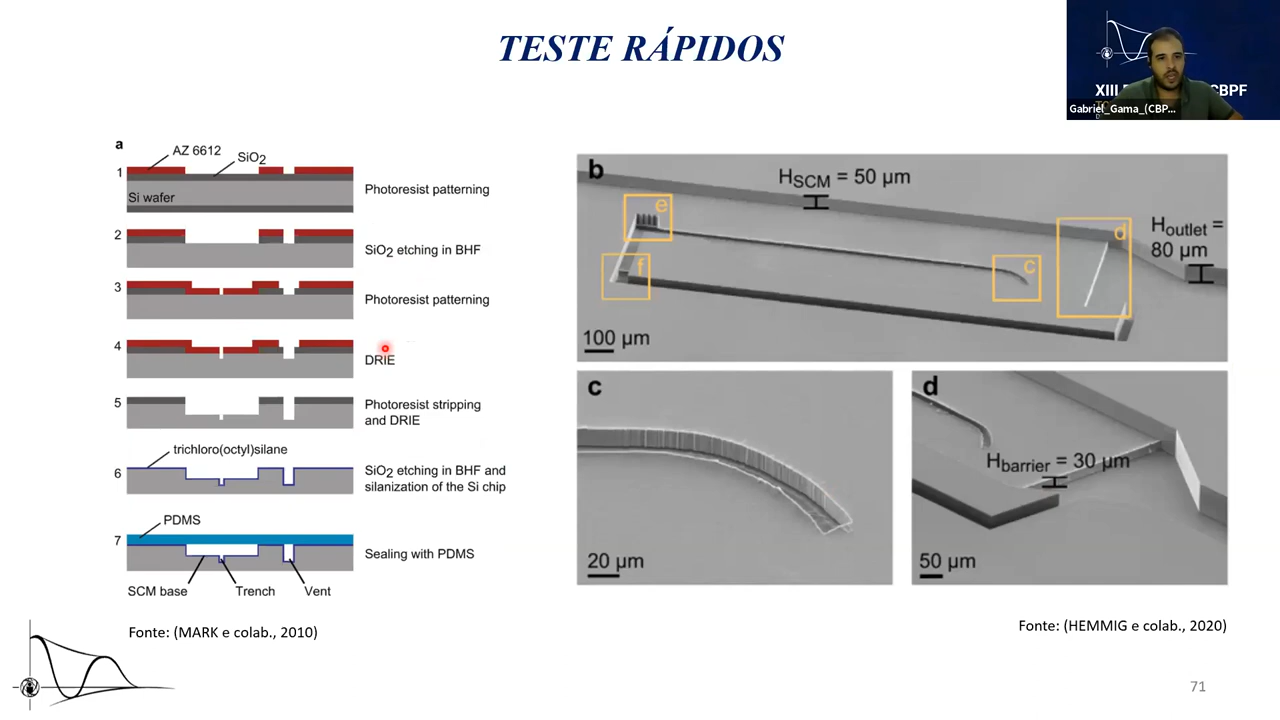 TESTE RÁPIDOS
XIII
CBPF
Gabriel_Gama_(CBP...
a
AZ 6612
SiO2
1
Si wafer
Photoresist patterning
2
SiO2 etching in BHF
3
Photoresist patterning
4
DRIE
5
Photoresist stripping
and DRIE
trichloro(octyl)silane
6
SiO2 etching in BHF and
silanization of the Si chip
PDMS
7
Sealing with PDMS
SCM base
Trench
Vent
Fonte: (MARK e colab., 2010)
b
HSCM = 50 µm
Houtlet =
80 µm
e
d
f
c
100 µm
c
20 µm
d
Hbarrier = 30 µm
50 µm
Fonte: (HEMMIG e colab., 2020)
71